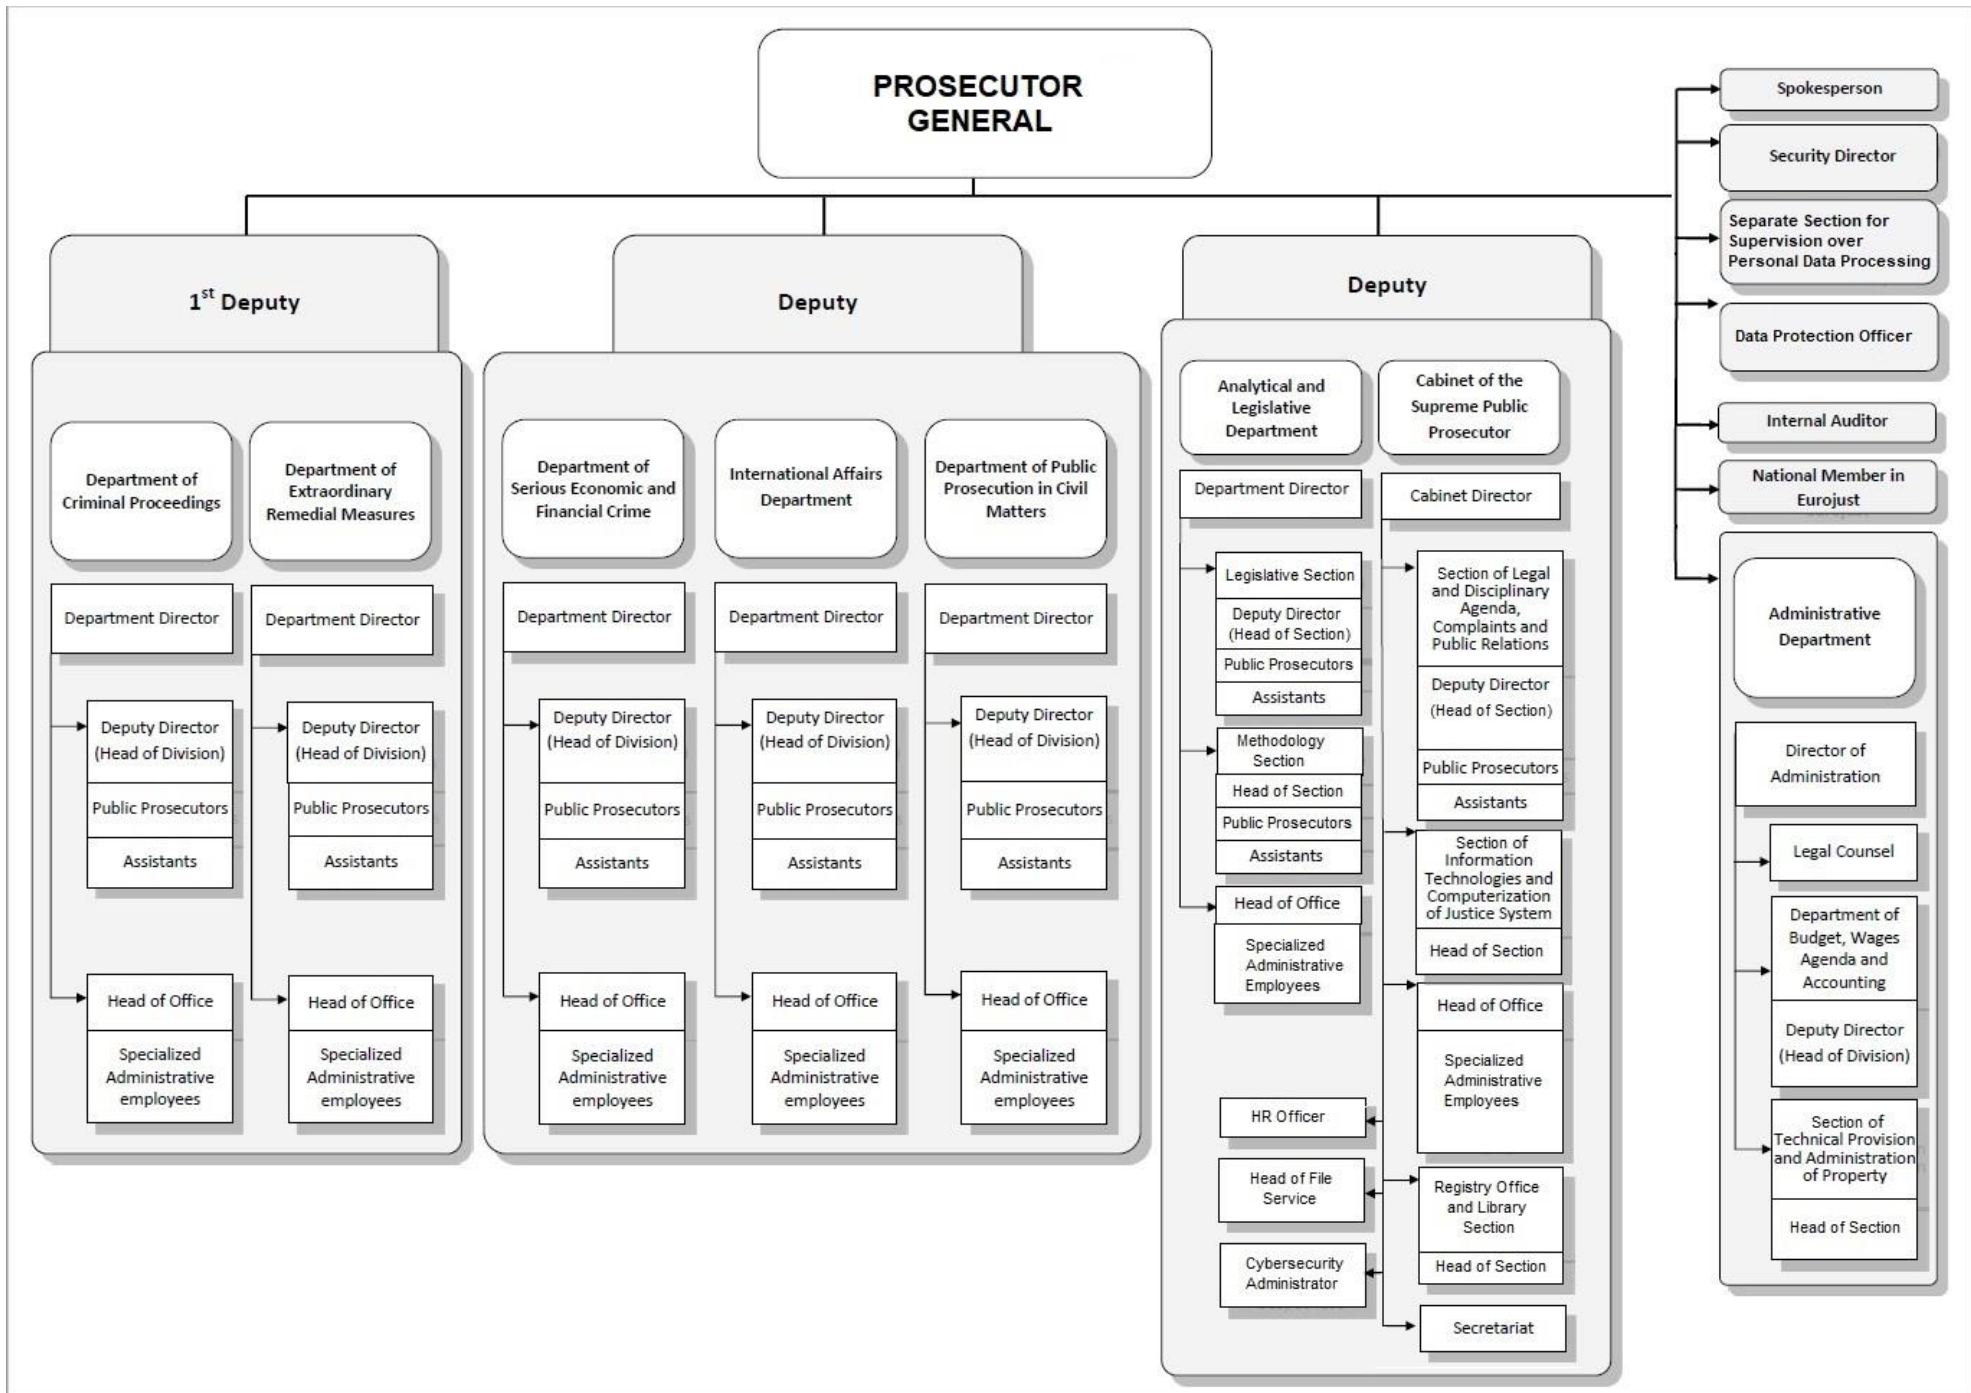 PROSECUTOR
GENERAL
Spokesperson
Security Director
Separate Section for
Supervision over
Personal Data Processing
Data Protection Officer
Internal Auditor
National Member in
Eurojust
Administrative
Department
Director of
Administration
Legal Counsel
Department of
Budget, Wages
Agenda and
Accounting
Deputy Director
(Head of Division)
Section of
Technical Provision
and Administration
of Property
Head of Section
1st Deputy
Department of
Criminal Proceedings
Department Director
Deputy Director
(Head of Division)
Public Prosecutors
Assistants
Head of Office
Specialized
Administrative
employees
Department of
Extraordinary
Remedial Measures
Department Director
Deputy Director
(Head of Division)
Public Prosecutors
Assistants
Head of Office
Specialized
Administrative
employees
Deputy
Department of
Serious Economic and
Financial Crime
Department Director
Deputy Director
(Head of Division)
Public Prosecutors
Assistants
Head of Office
Specialized
Administrative
employees
International Affairs
Department
Department Director
Deputy Director
(Head of Division)
Public Prosecutors
Assistants
Head of Office
Specialized
Administrative
employees
Department of Public
Prosecution in Civil
Matters
Department Director
Deputy Director
(Head of Division)
Public Prosecutors
Assistants
Head of Office
Specialized
Administrative
employees
Deputy
Analytical and
Legislative
Department
Department Director
Legislative Section
Deputy Director
(Head of Section)
Public Prosecutors
Assistants
Methodology
Section
Head of Section
Public Prosecutors
Assistants
Head of Office
Specialized
Administrative
Employees
Cabinet of the
Supreme Public
Prosecutor
Cabinet Director
Section of Legal
and Disciplinary
Agenda,
Complaints and
Public Relations
Deputy Director
(Head of Section)
Public Prosecutors
Assistants
Section of
Information
Technologies and
Computerization
of Justice System
Head of Section
Head of Office
Specialized
Administrative
Employees
HR Officer
Head of File
Service
Registry Office
and Library
Section
Head of Section
Cybersecurity
Administrator
Secretariat